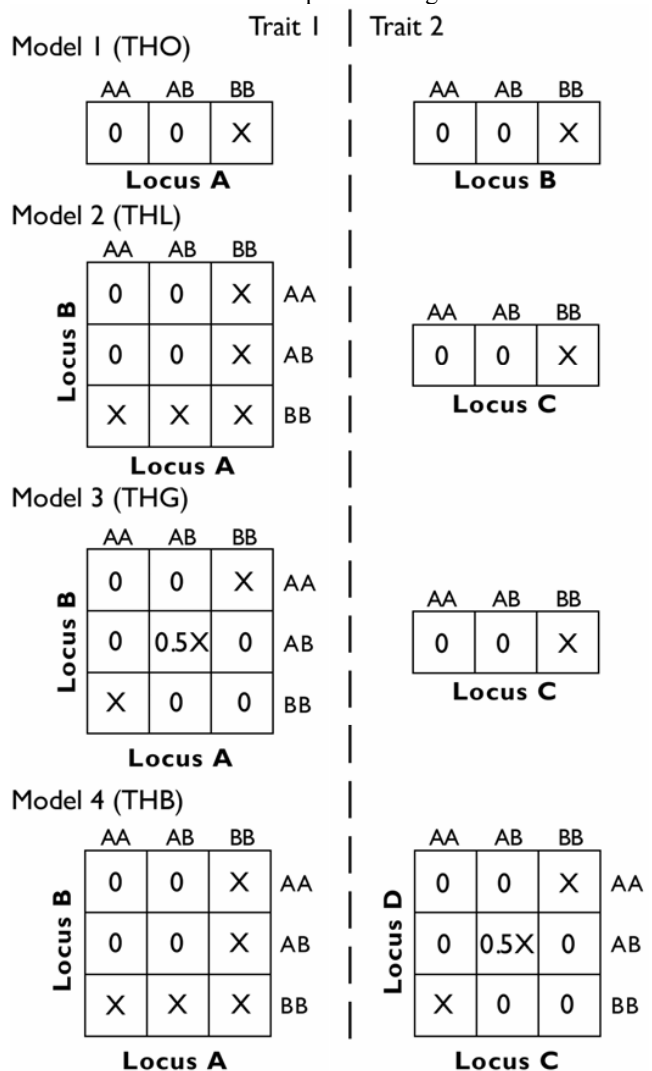 Trait 1 Trait 2
Model 1 (THO)
AA AB BB AA AB BB
0 0 X 0 0 X
Locus A Locus B
Model 2 (THL)
AA AB BB
0 0 X AA
0 0 X AB
X X X BB
Locus B
Locus A
AA AB BB
0 0 X
Locus C
Model 3 (THG)
AA AB BB
0 0 X AA
0 0.5X 0 AB
X 0 0 BB
Locus B
Locus A
AA AB BB
0 0 X
Locus C
Model 4 (THB)
AA AB BB
0 0 X AA
0 0 X AB
X X X BB
Locus B
Locus A
AA AB BB
0 0 X AA
0 0.5X 0 AB
X 0 0 BB
Locus D
Locus C